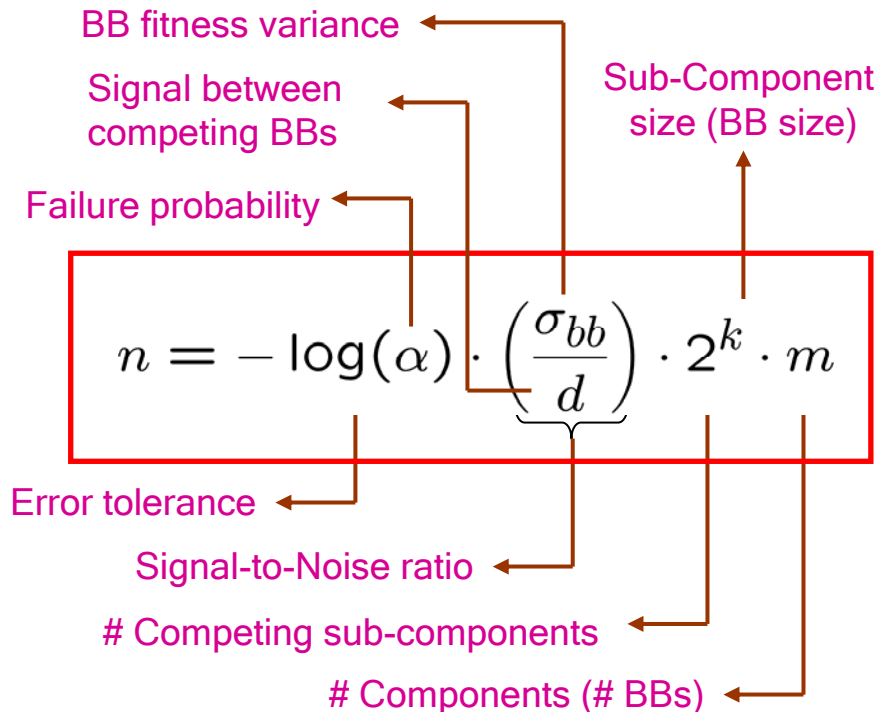 BB fitness variance
Signal between
competing BBs
Sub-Component
size (BB size)
Failure probability
n = − log(α) · (σ_bb / d) · 2^k · m
Error tolerance
Signal-to-Noise ratio
# Competing sub-components
# Components (# BBs)